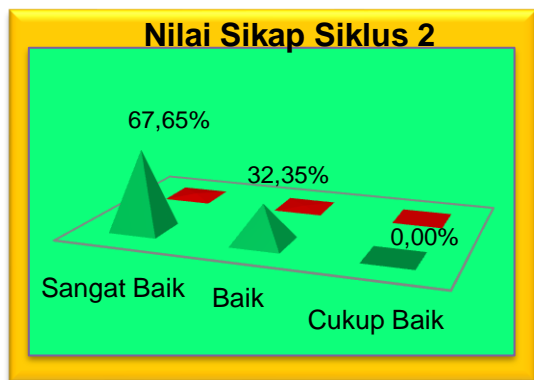 Nilai Sikap Siklus 2
67,65%
32,35%
0,00%
Sangat Baik
Baik
Cukup Baik